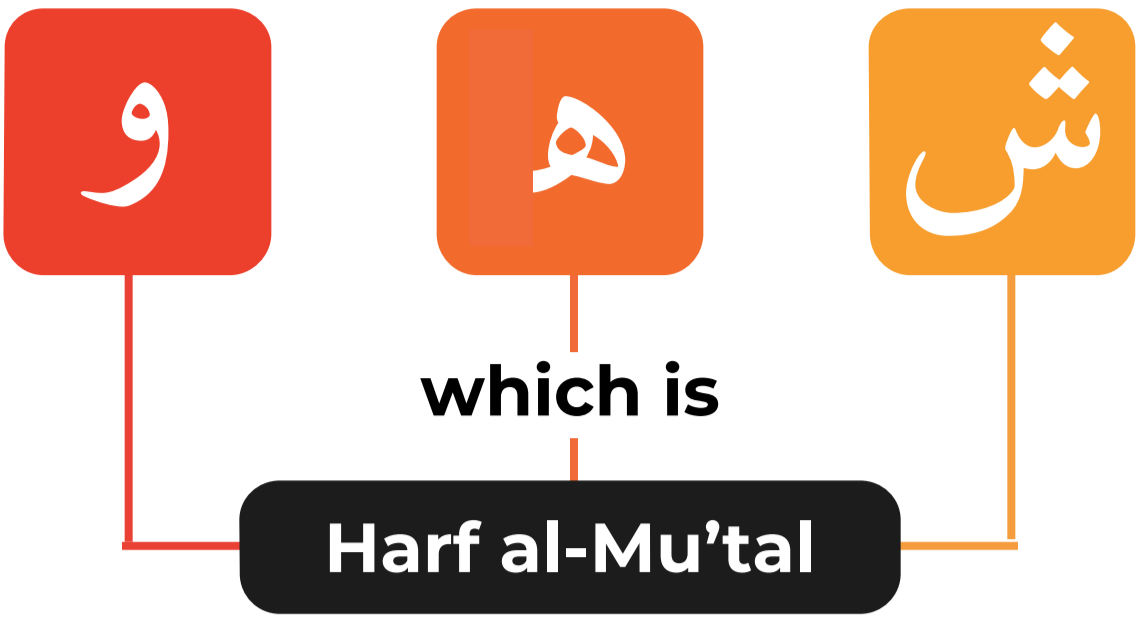 و ه ش
which is
Harf al-Mu’tal